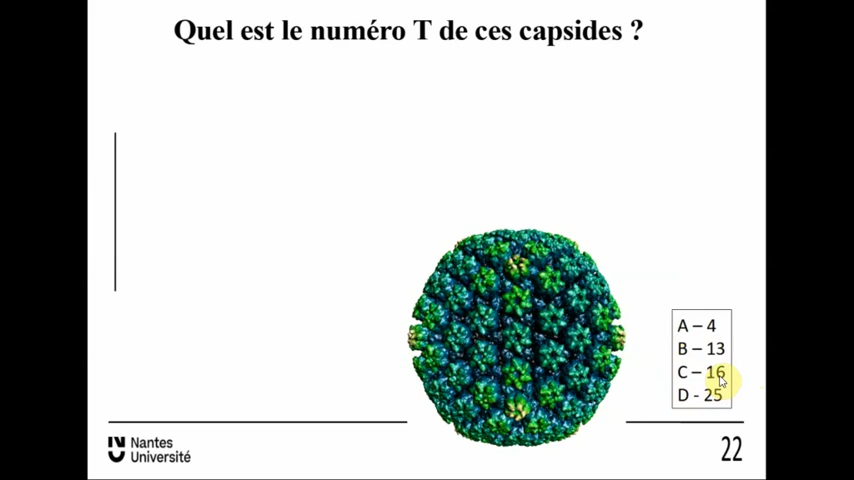 Quel est le numéro T de ces capsides ?
A – 4
B – 13
C – 16
D - 25
Nantes
Université
22